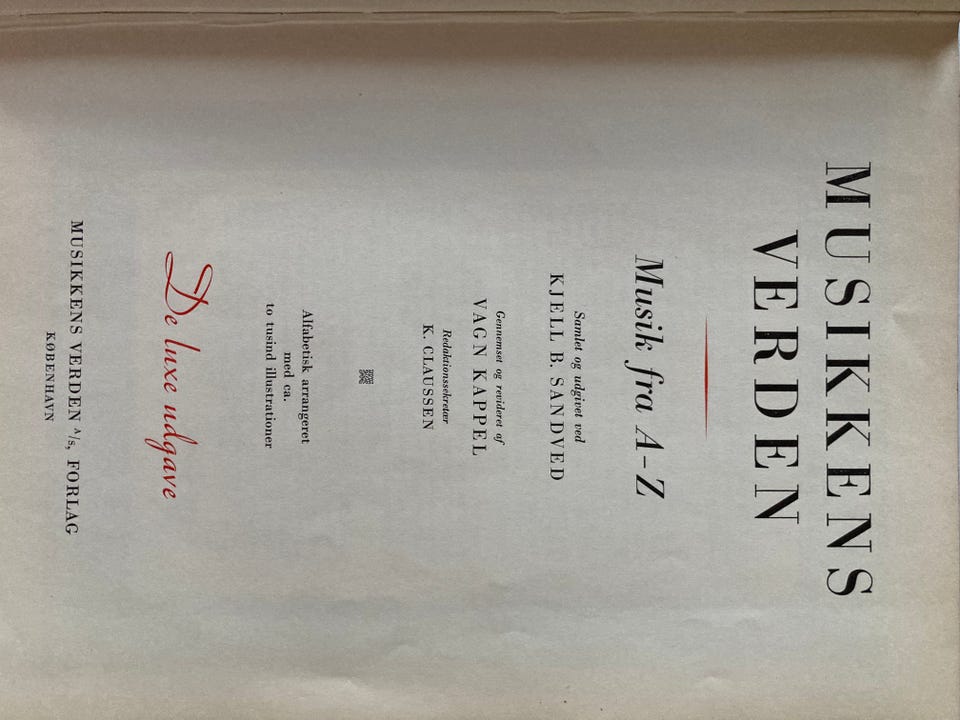 MUSIKKENS
VERDEN
Musik fra A-Z
Samlet og udgivet ved
KJELL B. SANDVED
Gennemset og revideret af
VAGN KAPPEL
Redaktionssekretær
K. CLAUSSEN
Alfabetisk arrangeret
med ca.
to tusind illustrationer
De luxe udgave
MUSIKKENS VERDEN A/s, FORLAG
KØBENHAVN